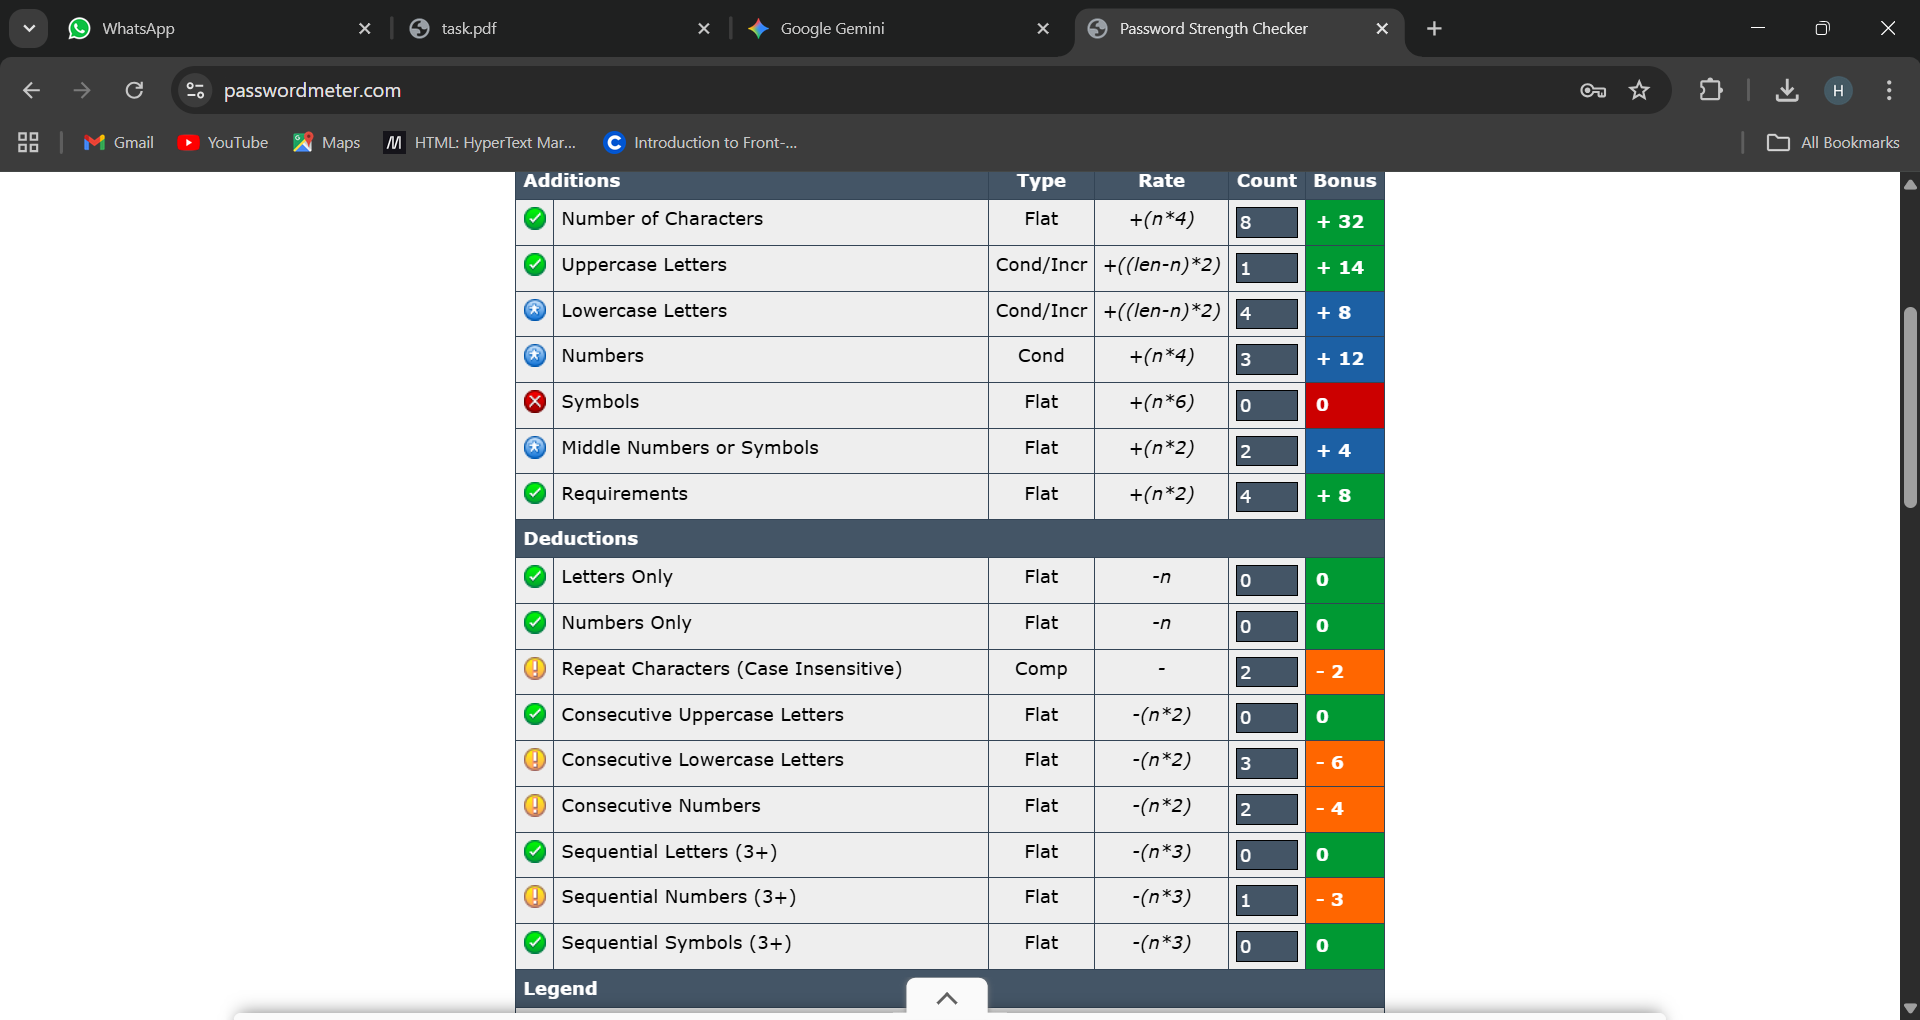 WhatsApp task.pdf Google Gemini Password Strength Checker
passwordmeter.com H
Gmail YouTube Maps HTML: HyperText Mar... Introduction to Front-... All Bookmarks
Additions Type Rate Count Bonus
Number of Characters Flat +(n*4) 8 + 32
Uppercase Letters Cond/Incr +((len-n)*2) 1 + 14
Lowercase Letters Cond/Incr +((len-n)*2) 4 + 8
Numbers Cond +(n*4) 3 + 12
Symbols Flat +(n*6) 0 0
Middle Numbers or Symbols Flat +(n*2) 2 + 4
Requirements Flat +(n*2) 4 + 8
Deductions
Letters Only Flat -n 0 0
Numbers Only Flat -n 0 0
Repeat Characters (Case Insensitive) Comp - 2 - 2
Consecutive Uppercase Letters Flat -(n*2) 0 0
Consecutive Lowercase Letters Flat -(n*2) 3 - 6
Consecutive Numbers Flat -(n*2) 2 - 4
Sequential Letters (3+) Flat -(n*3) 0 0
Sequential Numbers (3+) Flat -(n*3) 1 - 3
Sequential Symbols (3+) Flat -(n*3) 0 0
Legend